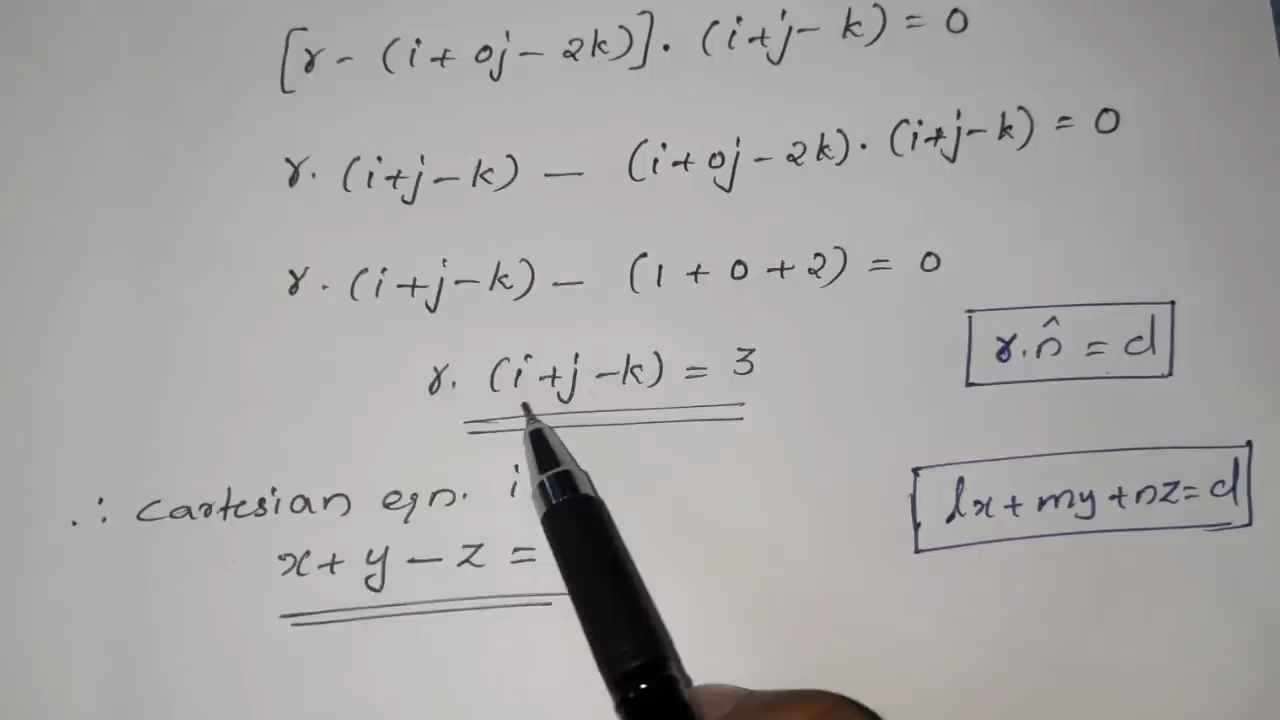 [r - (i + 0j - 2k)] . (i+j- k) = 0
r. (i+j-k) - (i+0j-2k). (i+j-k) = 0
r. (i+j-k) - (1 + 0 + 2) = 0
r. (i+j-k) = 3
r.n̂ = d
∴ cartesian eqn. i
lx + my + nz = d
x + y - z =